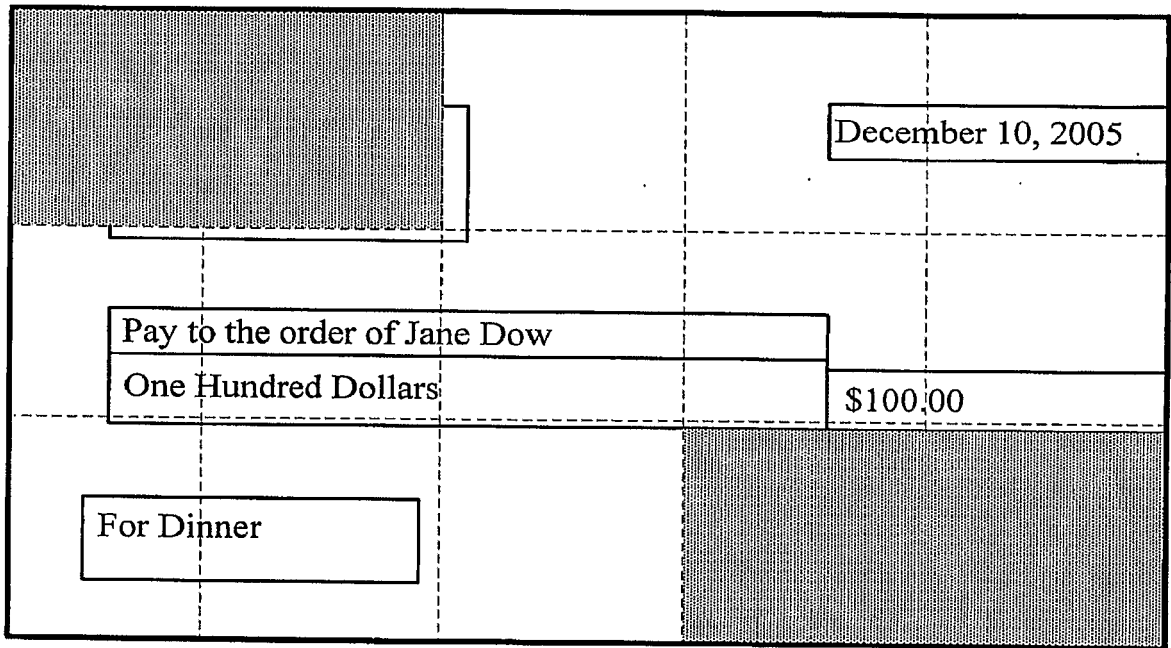 December 10, 2005
Pay to the order of Jane Dow
One Hundred Dollars
$100.00
For Dinner